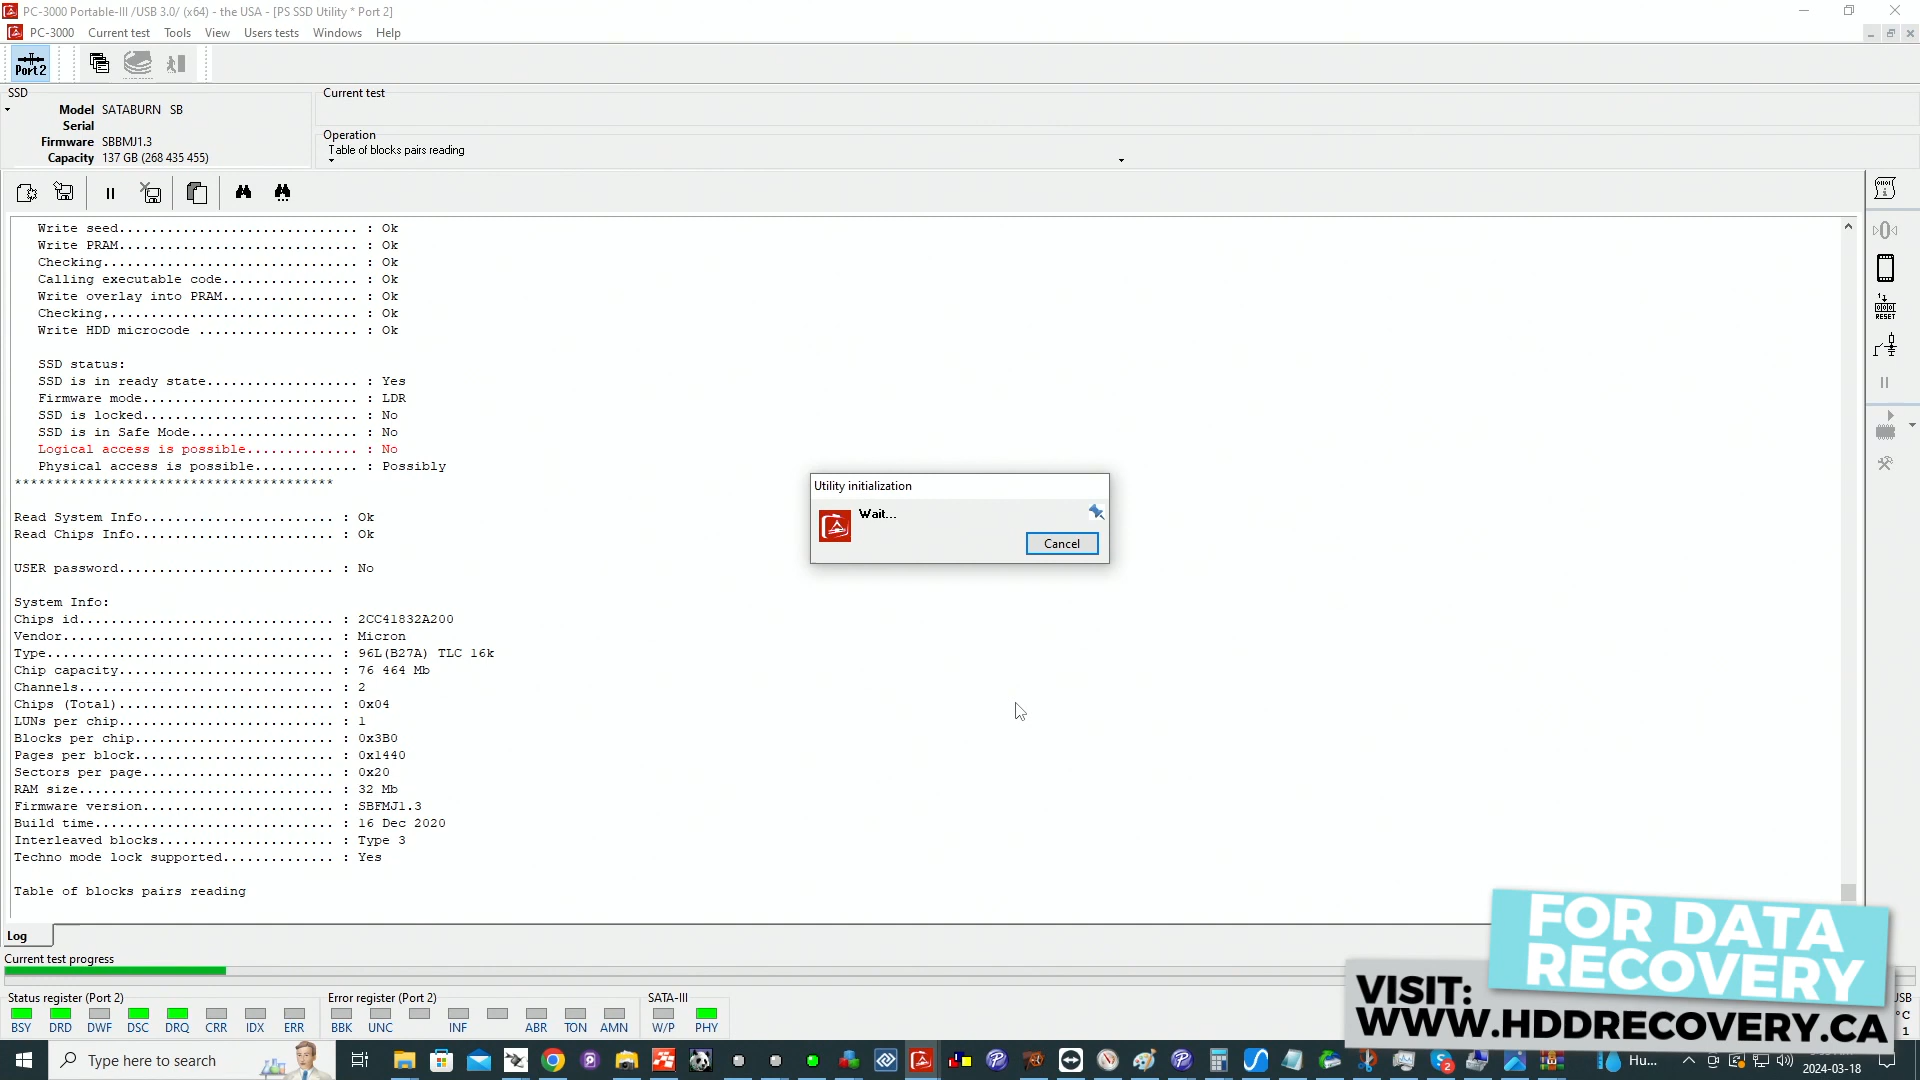 PC-3000 Portable-III /USB 3.0/ (x64) - the USA - [PS SSD Utility * Port 2]
PC-3000 Current test Tools View Users tests Windows Help
Port2
SSD
Current test
Model SATABURN SB
Serial
Firmware SBBMJ1.3
Capacity 137 GB (268 435 455)
Operation
Table of blocks pairs reading
RESET
Write seed.............................. : Ok
Write PRAM.............................. : Ok
Checking................................ : Ok
Calling executable code................. : Ok
Write overlay into PRAM................. : Ok
Checking................................ : Ok
Write HDD microcode .................... : Ok
SSD status:
SSD is in ready state................... : Yes
Firmware mode........................... : LDR
SSD is locked........................... : No
SSD is in Safe Mode..................... : No
Logical access is possible.............. : No
Physical access is possible............. : Possibly
****************************************
Read System Info........................ : Ok
Read Chips Info......................... : Ok
USER password........................... : No
System Info:
Chips id................................ : 2CC41832A200
Vendor.................................. : Micron
Type.................................... : 96L(B27A) TLC 16k
Chip capacity........................... : 76 464 Mb
Channels................................ : 2
Chips (Total)........................... : 0x04
LUNs per chip........................... : 1
Blocks per chip......................... : 0x3B0
Pages per block......................... : 0x1440
Sectors per page........................ : 0x20
RAM size................................ : 32 Mb
Firmware version........................ : SBFMJ1.3
Build time.............................. : 16 Dec 2020
Interleaved blocks...................... : Type 3
Techno mode lock supported.............. : Yes
Table of blocks pairs reading
Utility initialization
Wait...
Cancel
Log
Current test progress
Status register (Port 2) Error register (Port 2) SATA-III
BSY DRD DWF DSC DRQ CRR IDX ERR BBK UNC INF ABR TON AMN W/P PHY
FOR DATA
RECOVERY
VISIT:
WWW.HDDRECOVERY.CA
Type here to search
Hu...
2024-03-18